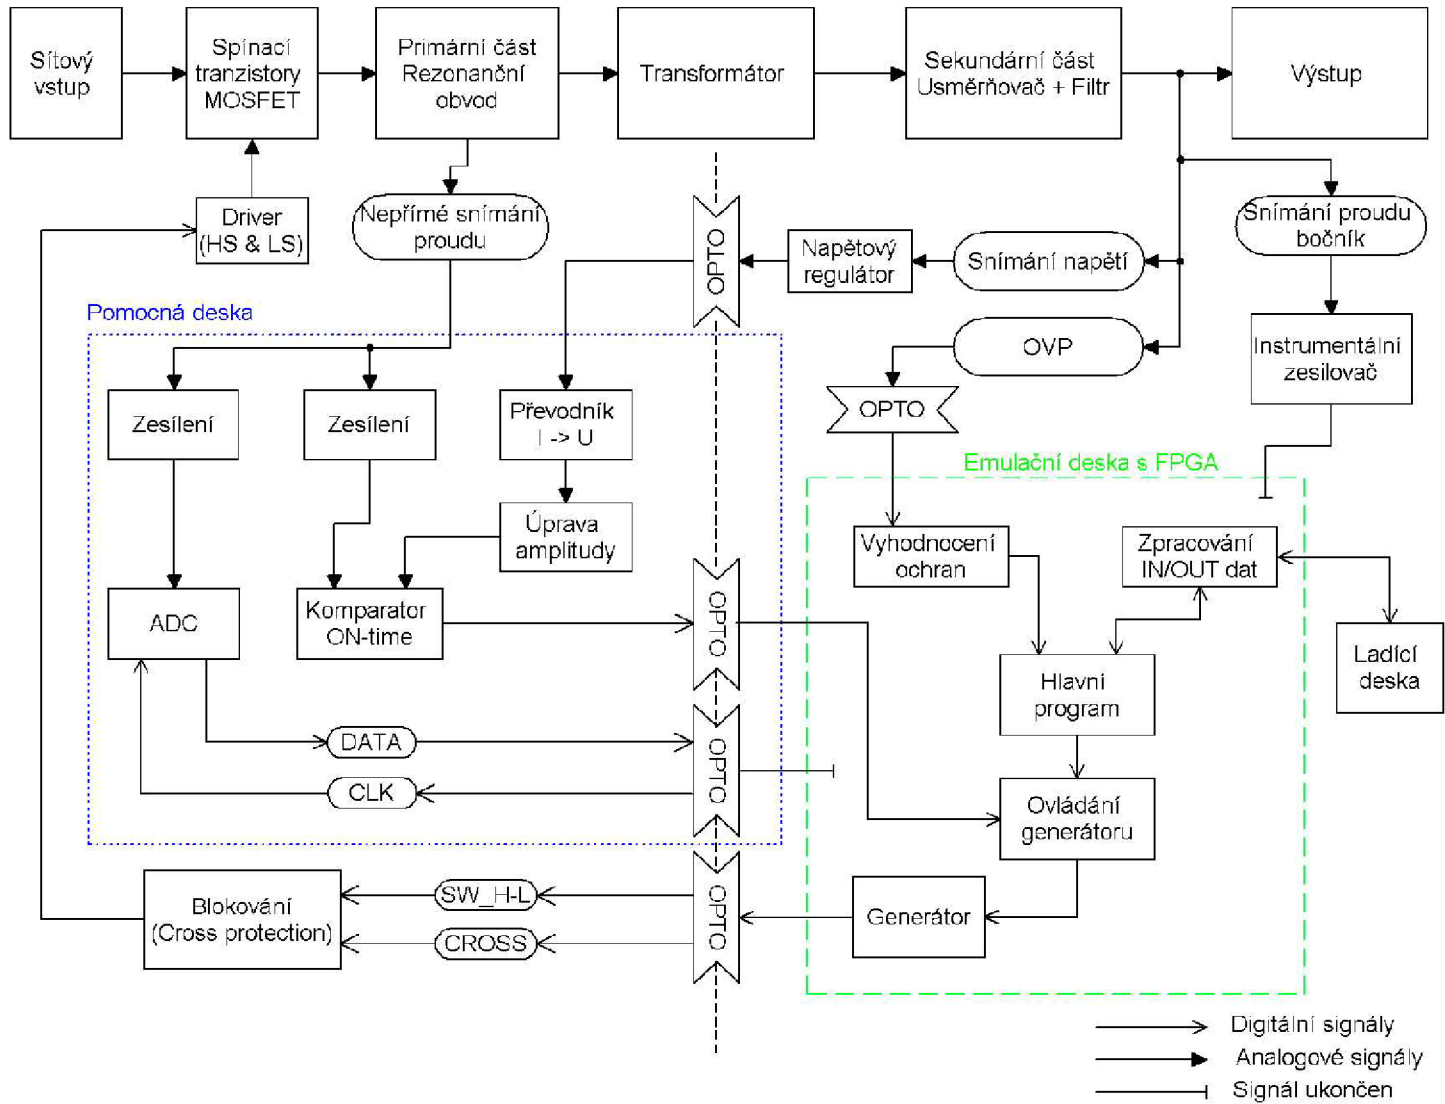 Sítový
vstup
Spínací
tranzistory
MOSFET
Primární část
Rezonanční
obvod
Transformátor
Sekundární část
Usměrňovač + Filtr
Výstup
Driver
(HS & LS)
Nepřímé snímání
proudu
OPTO
Napěťový
regulátor
Snímání napětí
Snímání proudu
bočník
Pomocná deska
OVP
Instrumentální
zesilovač
Zesílení
Zesílení
Převodník
I -> U
OPTO
Emulační deska s FPGA
Úprava
amplitudy
Vyhodnocení
ochran
Zpracování
IN/OUT dat
ADC
Komparator
ON-time
OPTO
Hlavní
program
Ladící
deska
DATA
CLK
OPTO
Ovládání
generátoru
Blokování
(Cross protection)
SW_H-L
CROSS
OPTO
Generátor
Digitální signály
Analogové signály
Signál ukončen